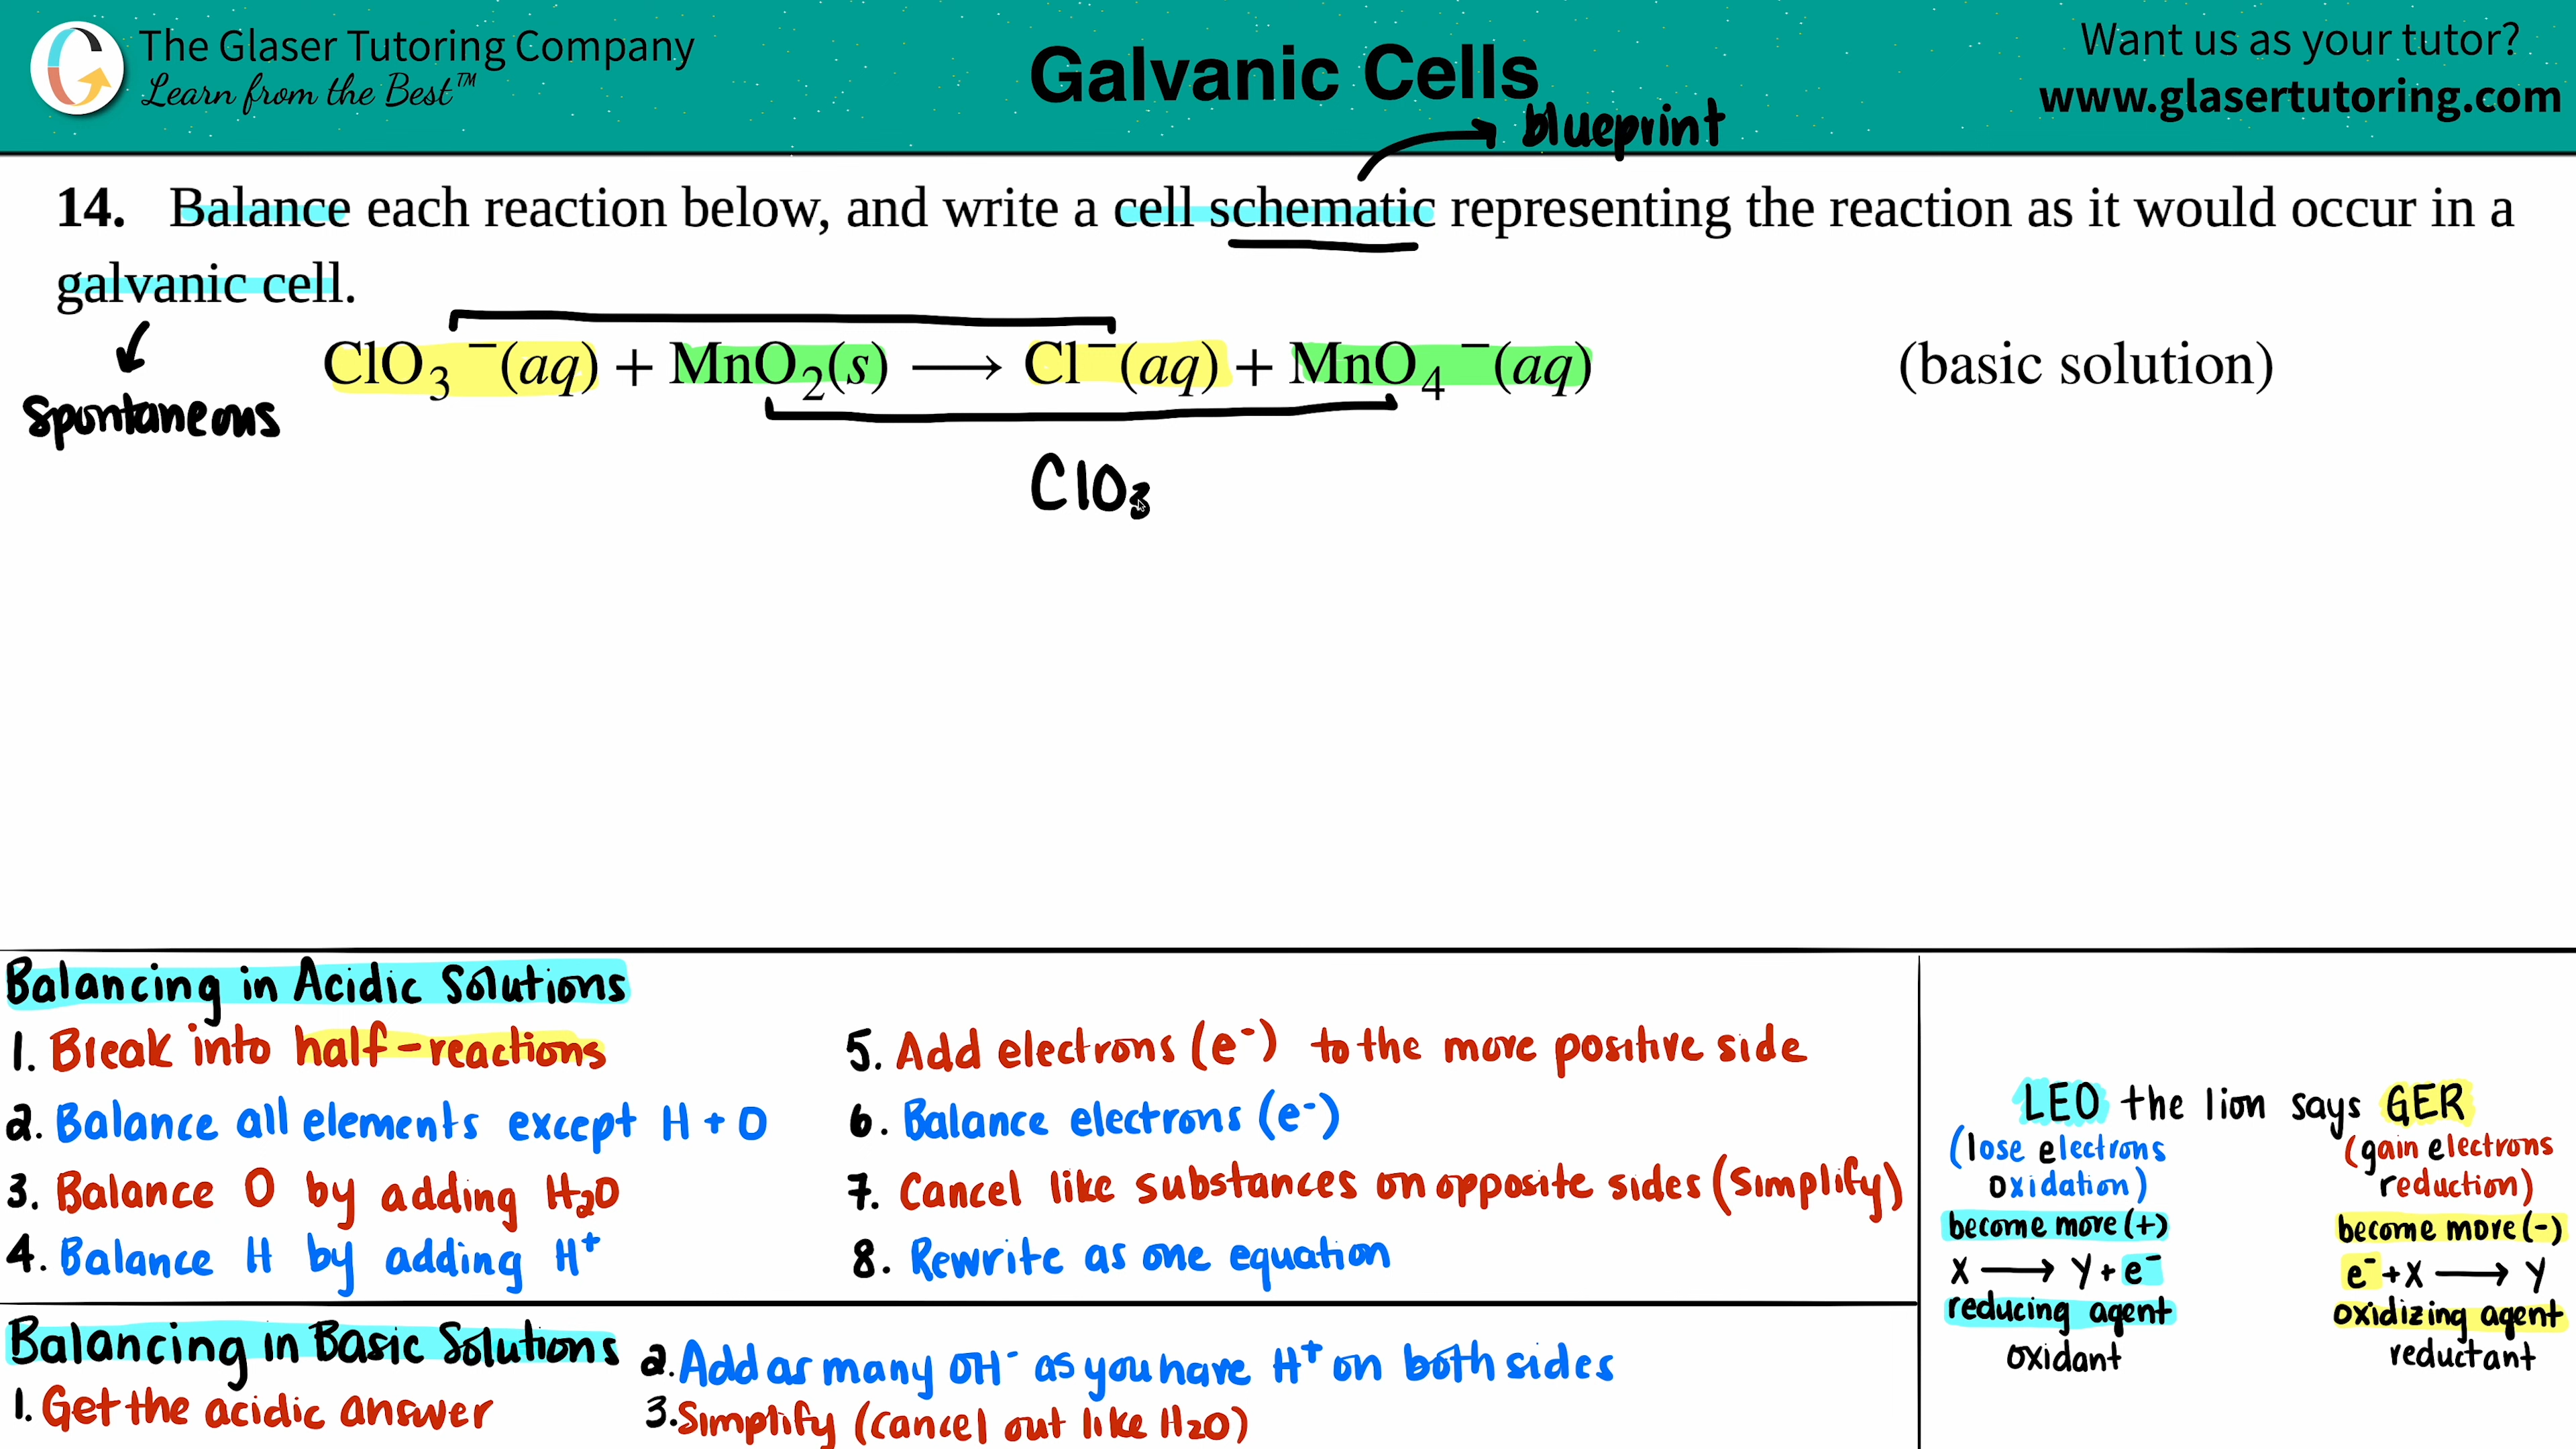 The Glaser Tutoring Company
Learn from the Best™
Galvanic Cells
Want us as your tutor?
www.glasertutoring.com
blueprint
14. Balance each reaction below, and write a cell schematic representing the reaction as it would occur in a
galvanic cell.
ClO₃⁻(aq) + MnO₂(s) ⟶ Cl⁻(aq) + MnO₄⁻(aq) (basic solution)
spontaneous
ClO₃
Balancing in Acidic Solutions
1. Break into half-reactions
2. Balance all elements except H + O
3. Balance O by adding H₂O
4. Balance H by adding H⁺
5. Add electrons (e⁻) to the more positive side
6. Balance electrons (e⁻)
7. Cancel like substances on opposite sides (simplify)
8. Rewrite as one equation
Balancing in Basic Solutions
1. Get the acidic answer
2. Add as many OH⁻ as you have H⁺ on both sides
3. Simplify (cancel out like H₂O)
LEO the lion says GER
(lose electrons
oxidation)
become more (+)
X ⟶ Y + e⁻
reducing agent
oxidant
(gain electrons
reduction)
become more (-)
e⁻ + X ⟶ Y
oxidizing agent
reductant